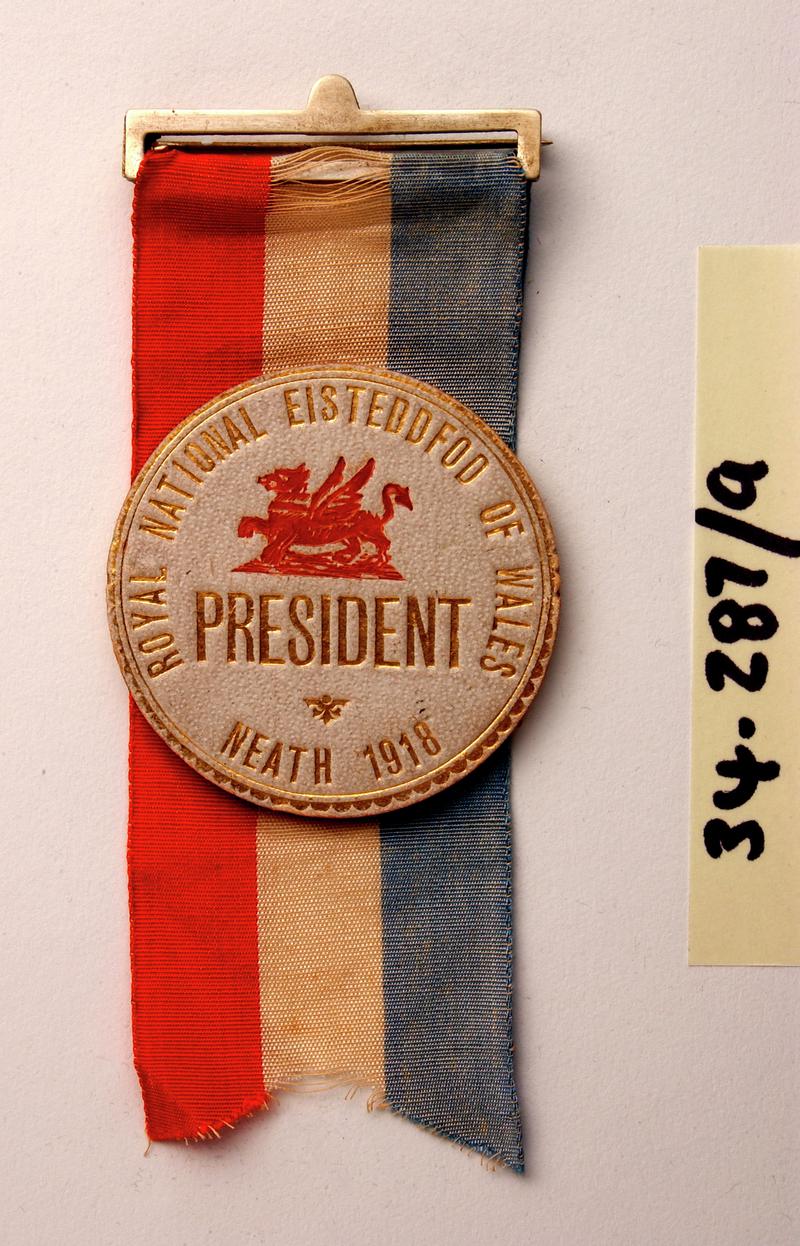 ROYAL NATIONAL EISTEDDFOD OF WALES
PRESIDENT
NEATH 1918
34.287/a